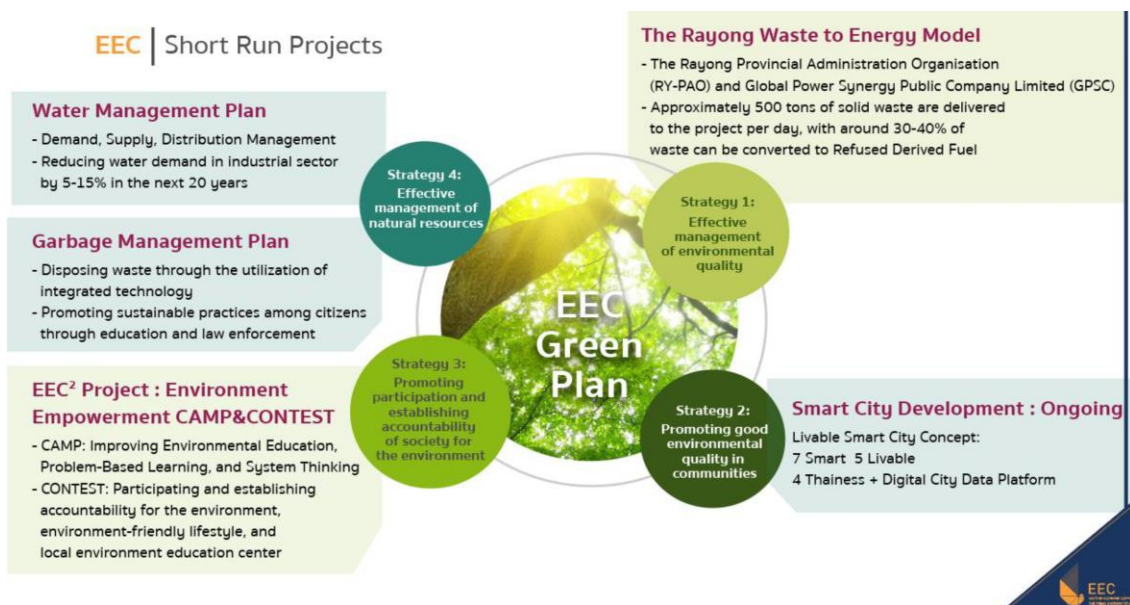 EEC | Short Run Projects
Water Management Plan
- Demand, Supply, Distribution Management
- Reducing water demand in industrial sector
by 5-15% in the next 20 years
Garbage Management Plan
- Disposing waste through the utilization of
integrated technology
- Promoting sustainable practices among citizens
through education and law enforcement
EEC² Project : Environment
Empowerment CAMP&CONTEST
- CAMP: Improving Environmental Education,
Problem-Based Learning, and System Thinking
- CONTEST: Participating and establishing
accountability for the environment,
environment-friendly lifestyle, and
local environment education center
Strategy 4:
Effective
management of
natural resources
Strategy 3:
Promoting
participation and
establishing
accountability
of society for
the environment
EEC
Green
Plan
Strategy 1:
Effective
management
of environmental
quality
Strategy 2:
Promoting good
environmental
quality in
communities
The Rayong Waste to Energy Model
- The Rayong Provincial Administration Organisation
(RY-PAO) and Global Power Synergy Public Company Limited (GPSC)
- Approximately 500 tons of solid waste are delivered
to the project per day, with around 30-40% of
waste can be converted to Refused Derived Fuel
Smart City Development : Ongoing
Livable Smart City Concept:
7 Smart 5 Livable
4 Thainess + Digital City Data Platform
EEC